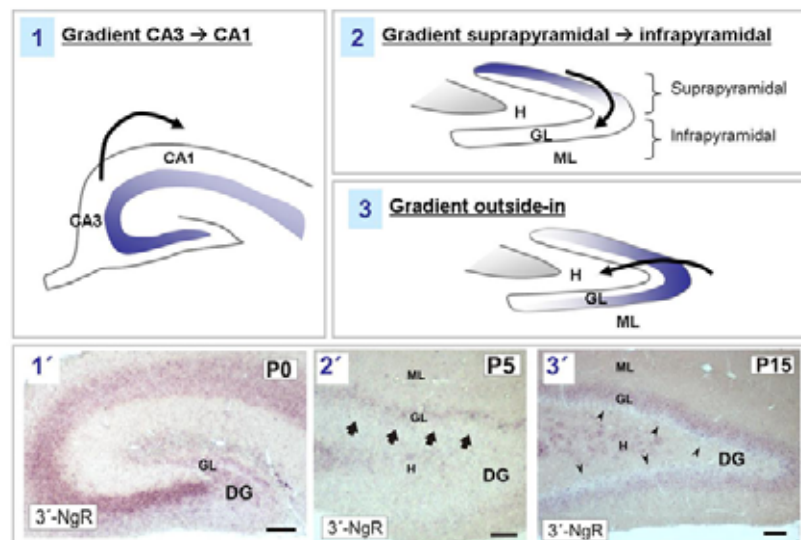 1 Gradient CA3 → CA1
CA1
CA3
2 Gradient suprapyramidal → infrapyramidal
Suprapyramidal
H
GL
Infrapyramidal
ML
3 Gradient outside-in
H
GL
ML
1´ P0
GL
DG
3´-NgR
2´ ML P5
GL
H
DG
3´-NgR
3´ ML P15
GL
H
DG
3´-NgR